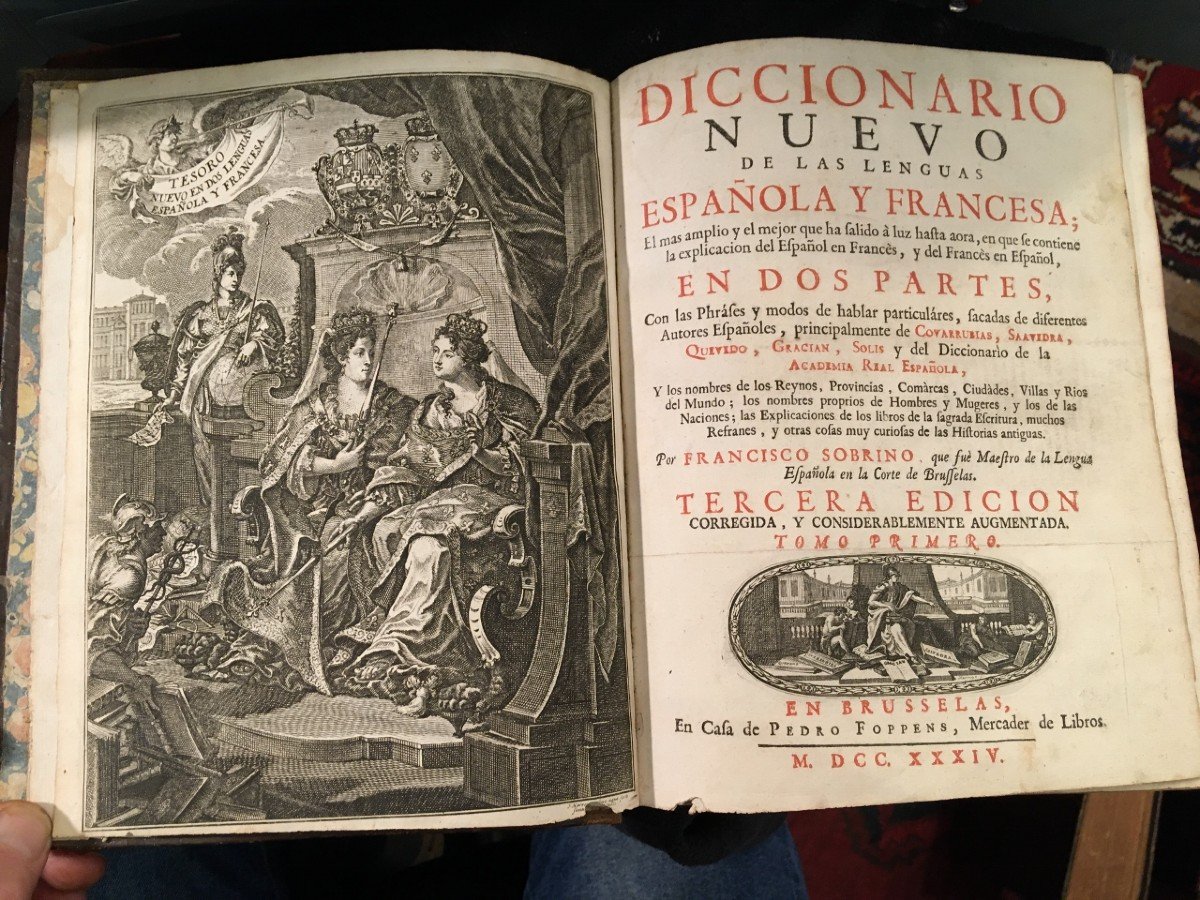 TESORO
NUEVO EN DOS LENGUAS
ESPAÑOLA Y FRANCESA.
DICCIONARIO
NUEVO
DE LAS LENGUAS
ESPAÑOLA Y FRANCESA;
El mas amplio y el mejor que ha ſalido à luz haſta aora, en que ſe contiene
la explicacion del Eſpañol en Francès, y del Francès en Eſpañol,
EN DOS PARTES,
Con las Phráſes y modos de hablar particuláres, ſacadas de diferentes
Autores Eſpañoles, principalmente de COVARRUBIAS, SAAVEDRA,
QUEVEDO, GRACIAN, SOLIS y del Diccionario de la
ACADEMIA REAL ESPAÑOLA,
Y los nombres de los Reynos, Provincias, Comàrcas, Ciudàdes, Villas y Rios
del Mundo; los nombres proprios de Hombres y Mugeres, y los de las
Naciones; las Explicaciones de los libros de la ſagrada Eſcritura, muchos
Refranes, y otras coſas muy curioſas de las Hiſtorias antiguas.
Por FRANCISCO SOBRINO, que fuè Maeſtro de la Lengua
Eſpañola en la Corte de Bruſſelas.
TERCERA EDICION
CORREGIDA, Y CONSIDERABLEMENTE AUGMENTADA.
TOMO PRIMERO.
EN BRUSSELAS,
En Caſa de PEDRO FOPPENS, Mercader de Libros.
M. DCC. XXXIV.